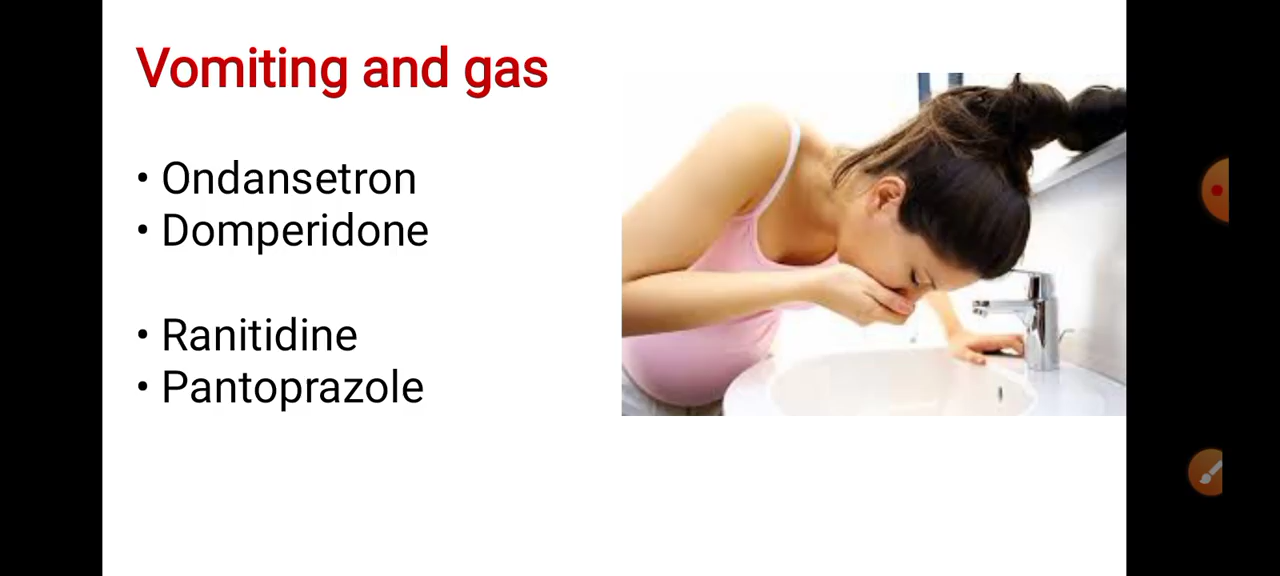 Vomiting and gas
• Ondansetron
• Domperidone
• Ranitidine
• Pantoprazole